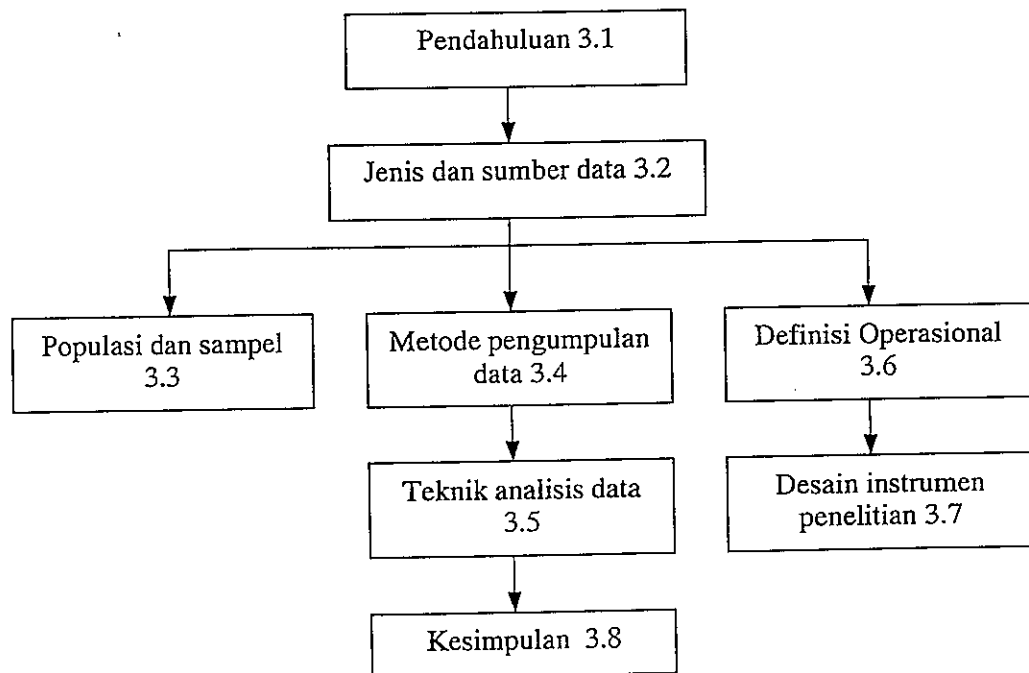 Pendahuluan 3.1
Jenis dan sumber data 3.2
Populasi dan sampel
3.3
Metode pengumpulan
data 3.4
Definisi Operasional
3.6
Teknik analisis data
3.5
Desain instrumen
penelitian 3.7
Kesimpulan 3.8